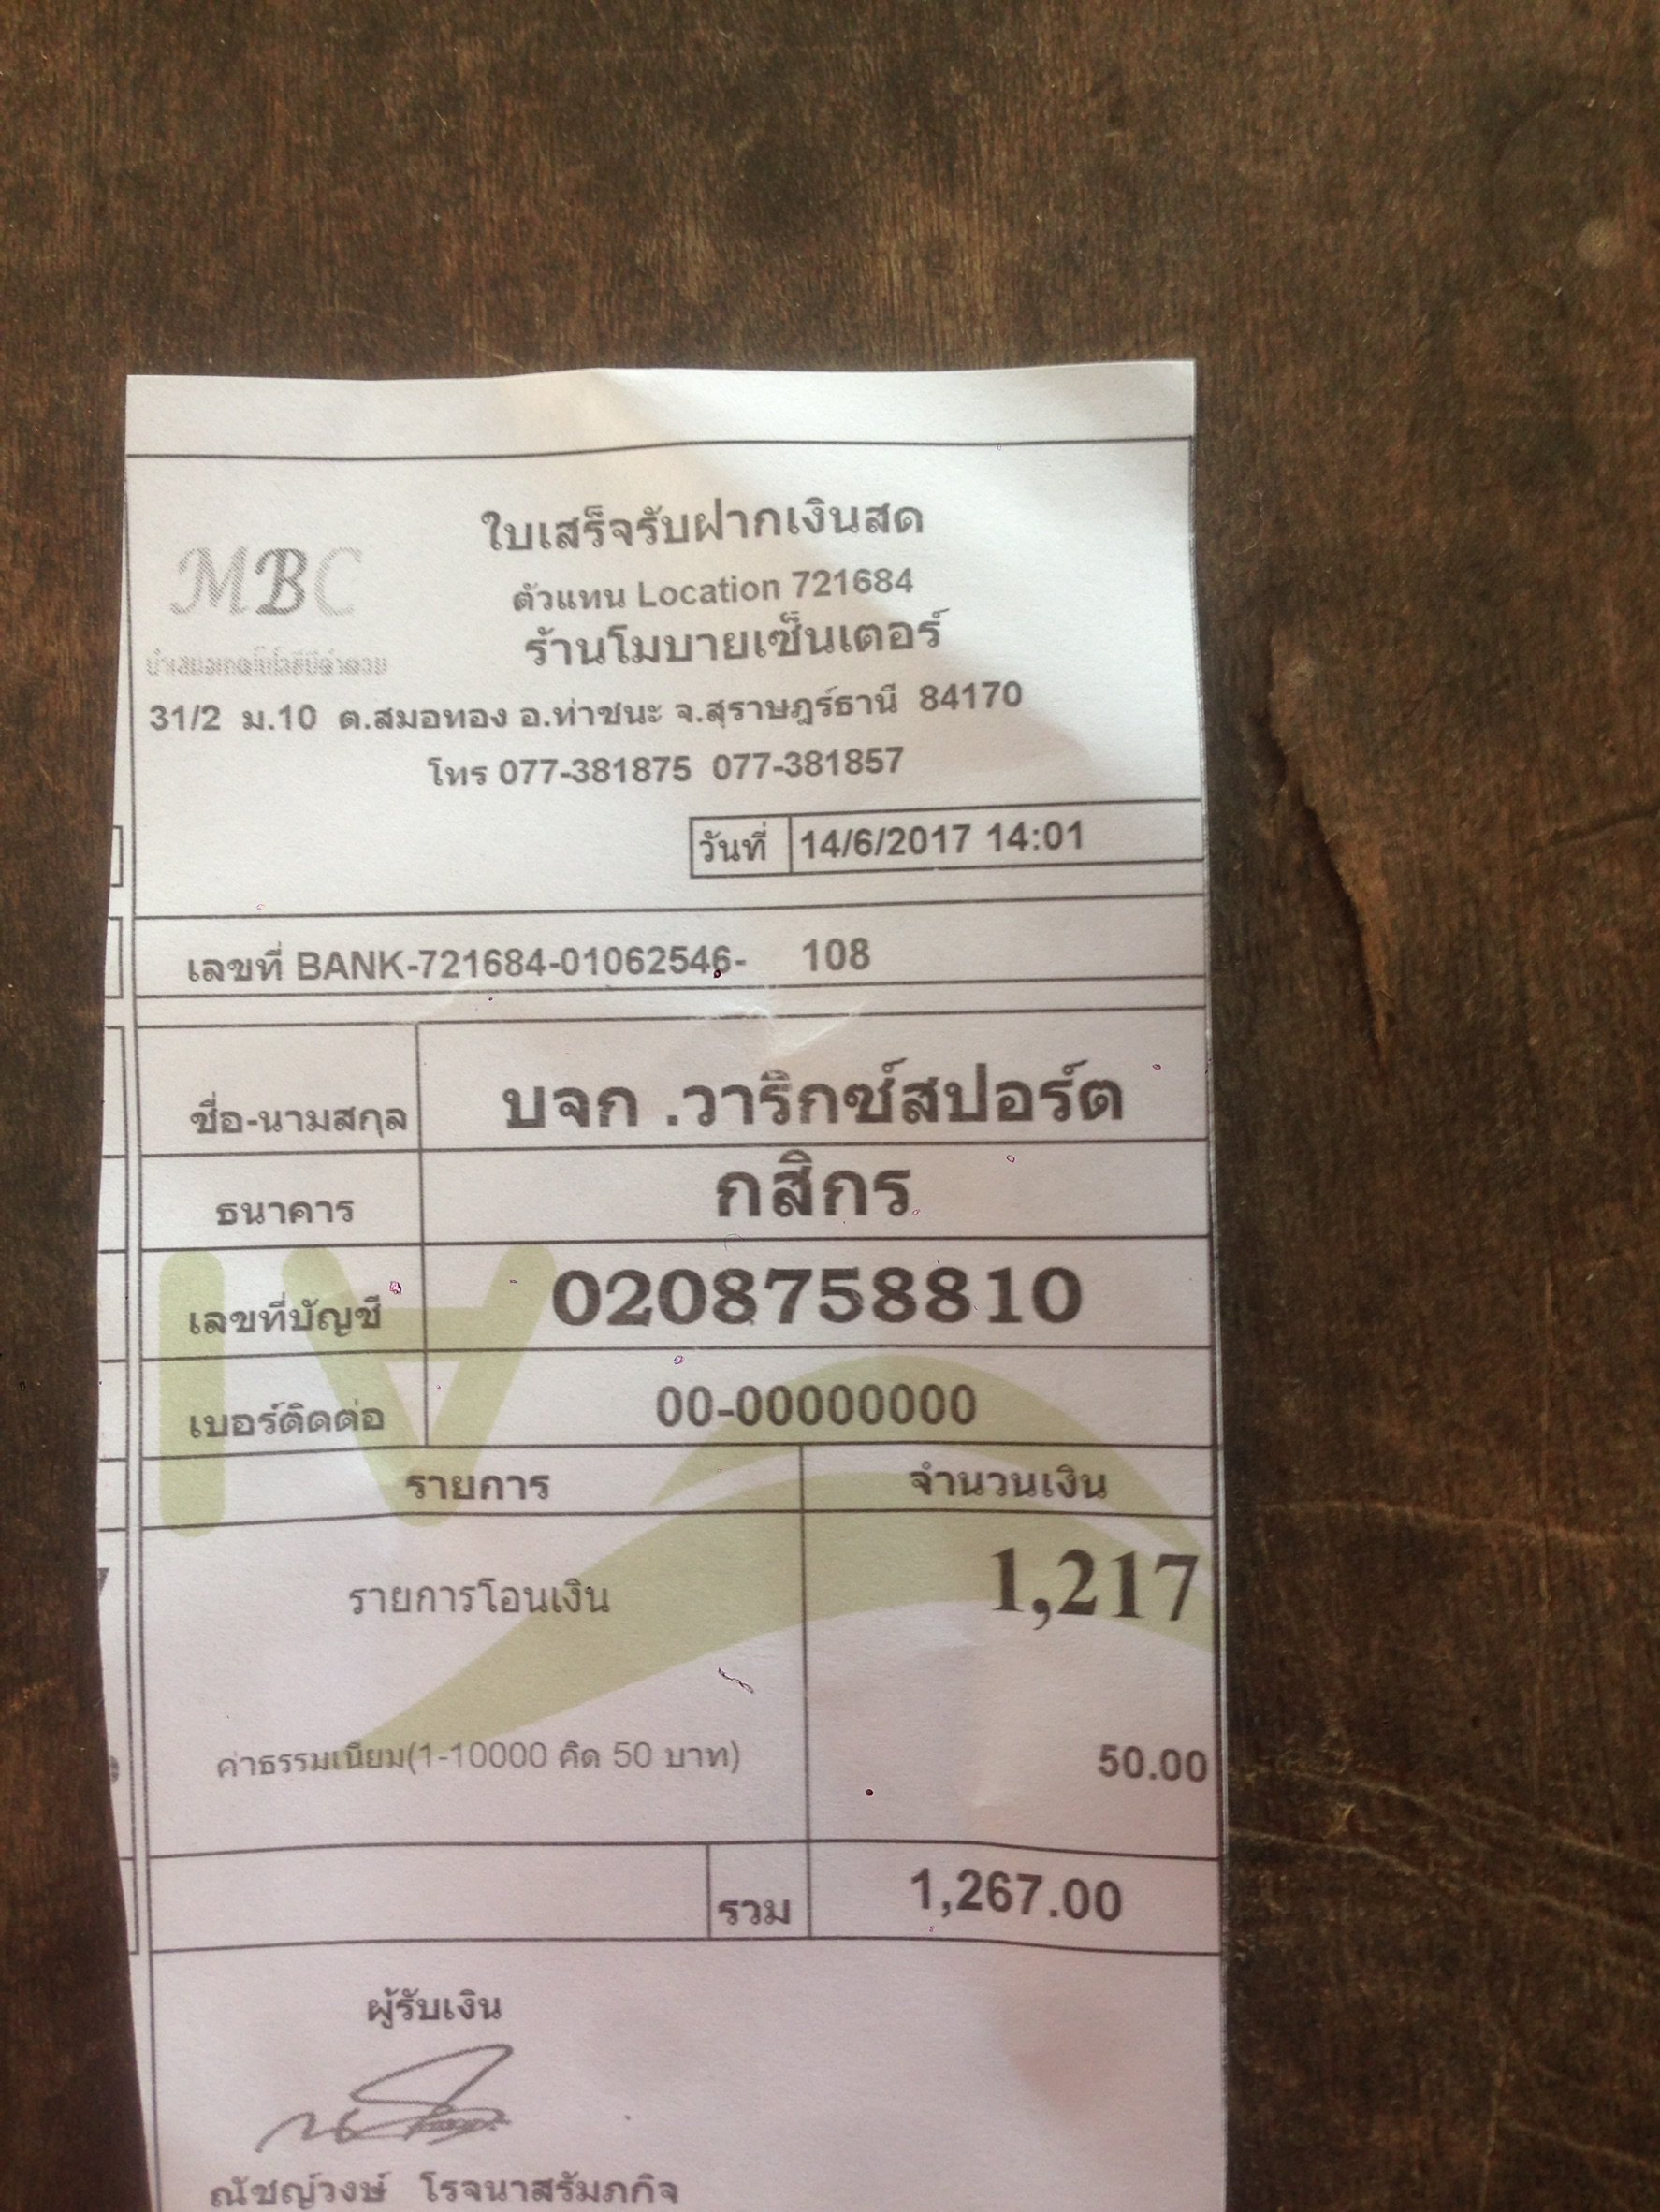 ใบเสร็จรับฝากเงินสด
MBC
ตัวแทน Location 721684
ร้านโมบายเซ็นเตอร์
31/2 ม.10 ต.สมอทอง อ.ท่าชนะ จ.สุราษฎร์ธานี 84170
โทร 077-381875 077-381857
วันที่ 14/6/2017 14:01
เลขที่ BANK-721684-01062546- 108
ชื่อ-นามสกุล บจก .วาริกซ์สปอร์ต
ธนาคาร กสิกร
เลขที่บัญชี 0208758810
เบอร์ติดต่อ 00-00000000
รายการ จำนวนเงิน
รายการโอนเงิน 1,217
ค่าธรรมเนียม(1-10000 คิด 50 บาท) 50.00
รวม 1,267.00
ผู้รับเงิน
ณัชญ์วงษ์ โรจนาสรัมภกิจ